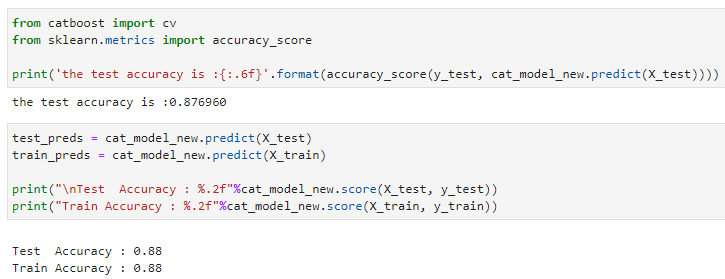 from catboost import cv
from sklearn.metrics import accuracy_score
print('the test accuracy is :{:.6f}'.format(accuracy_score(y_test, cat_model_new.predict(X_test))))
the test accuracy is :0.876960
test_preds = cat_model_new.predict(X_test)
train_preds = cat_model_new.predict(X_train)
print("\nTest  Accuracy : %.2f"%cat_model_new.score(X_test, y_test))
print("Train Accuracy : %.2f"%cat_model_new.score(X_train, y_train))
Test  Accuracy : 0.88
Train Accuracy : 0.88